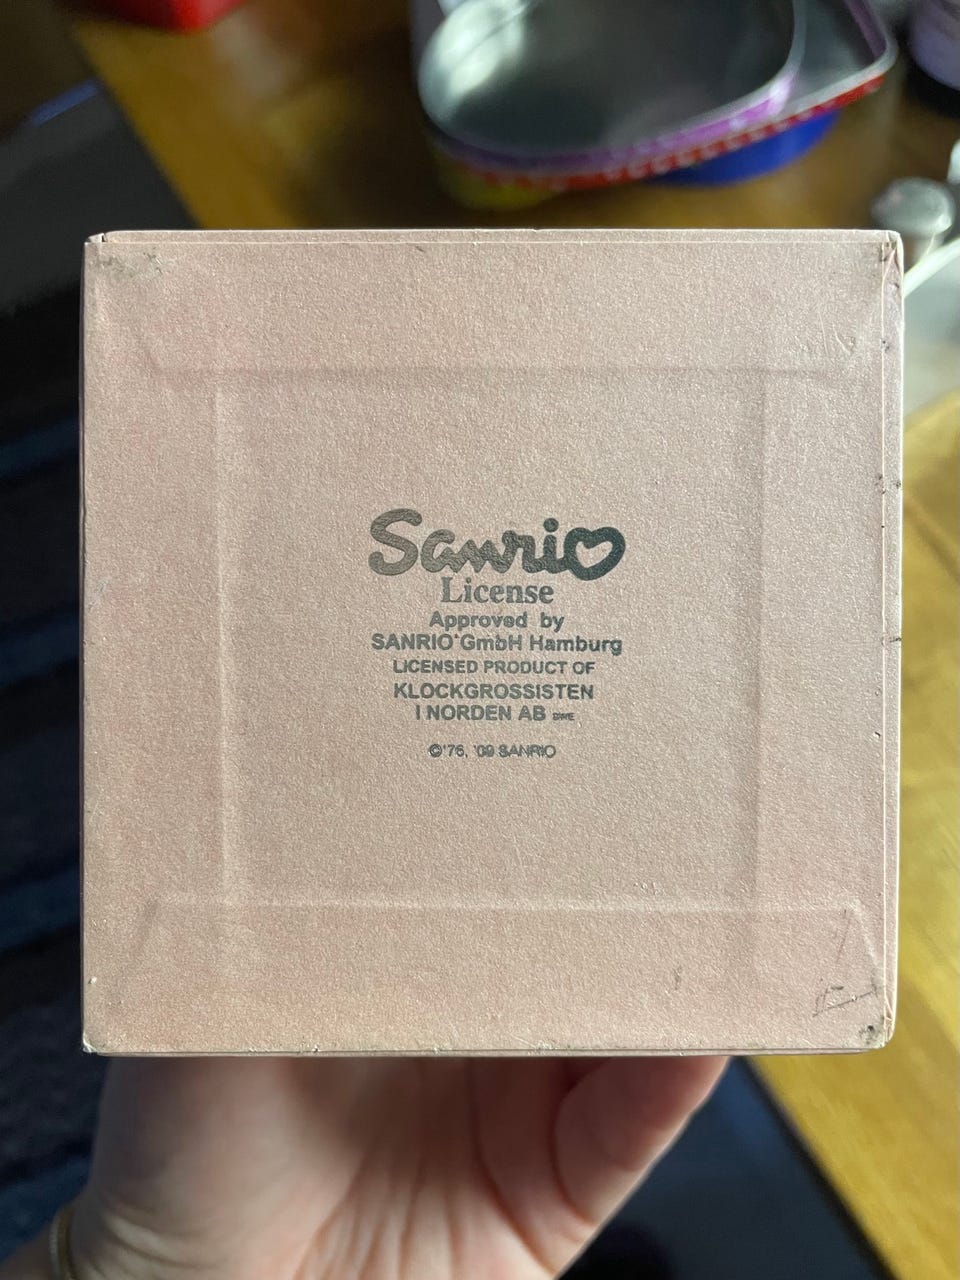 Sanrio
License
Approved by
SANRIO GmbH Hamburg
LICENSED PRODUCT OF
KLOCKGROSSISTEN
I NORDEN AB
©'76, '09 SANRIO